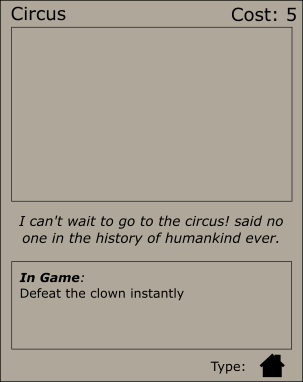 Circus
Cost: 5
I can't wait to go to the circus! said no
one in the history of humankind ever.
In Game:
Defeat the clown instantly
Type: